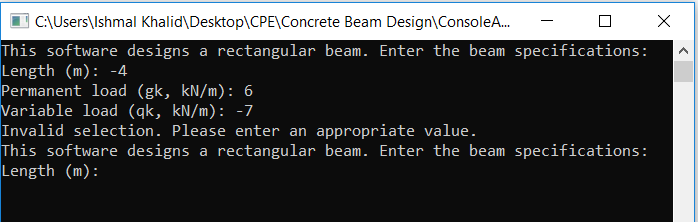 C:\Users\Ishmal Khalid\Desktop\CPE\Concrete Beam Design\ConsoleA...
This software designs a rectangular beam. Enter the beam specifications:
Length (m): -4
Permanent load (gk, kN/m): 6
Variable load (qk, kN/m): -7
Invalid selection. Please enter an appropriate value.
This software designs a rectangular beam. Enter the beam specifications:
Length (m):